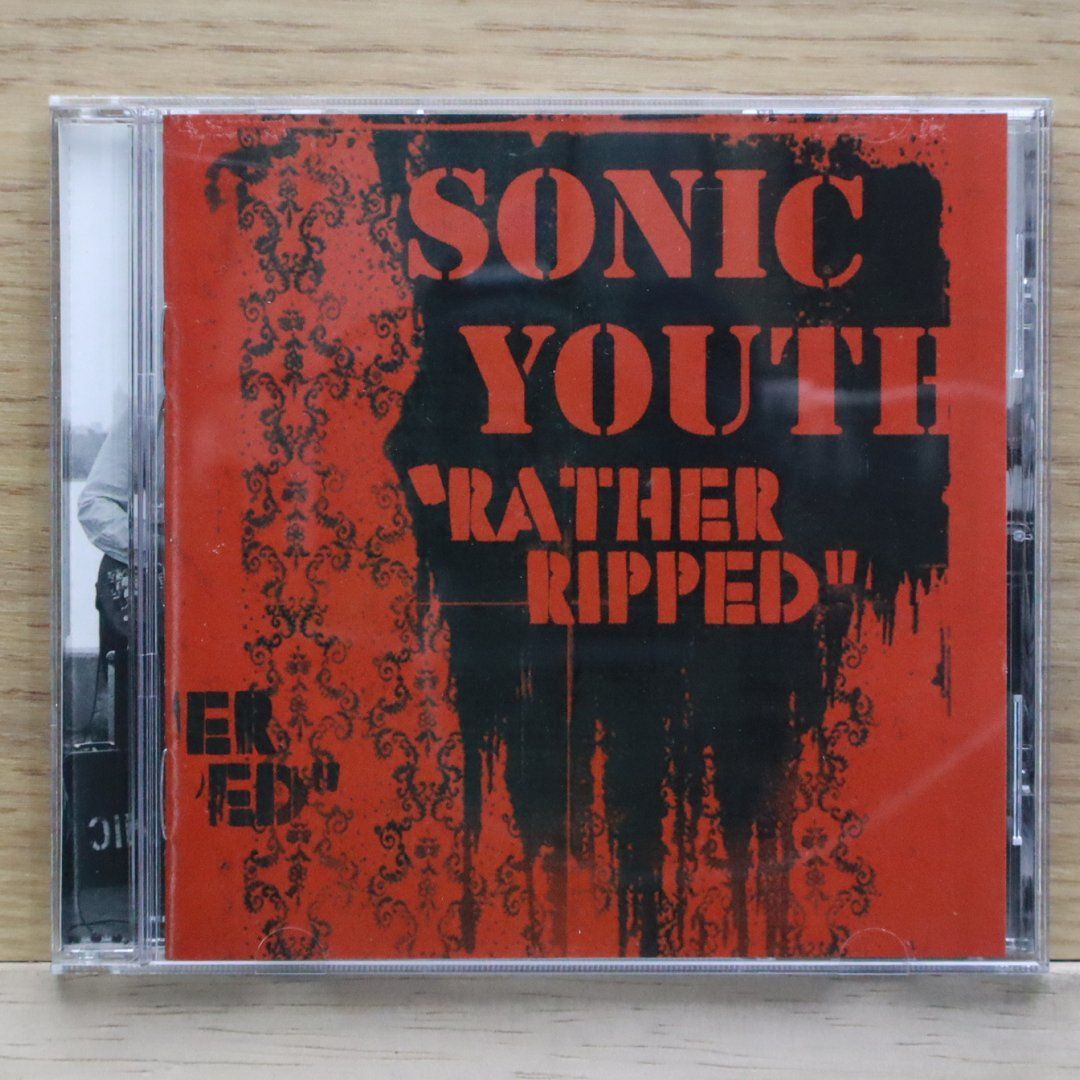 SONIC
YOUTH
"RATHER
RIPPED"
'ER
'ED"